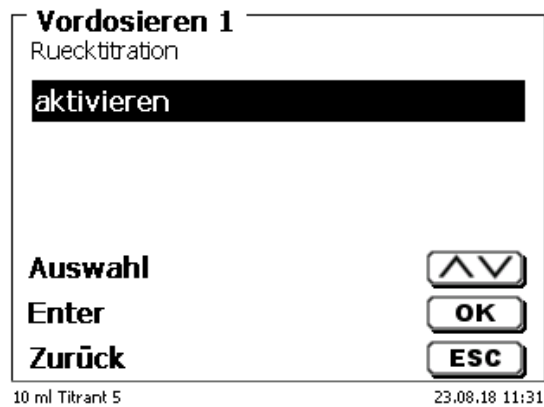 Vordosieren 1
Ruecktitration
aktivieren
Auswahl
Enter OK
Zurück ESC
10 ml Titrant 5 23.08.18 11:31